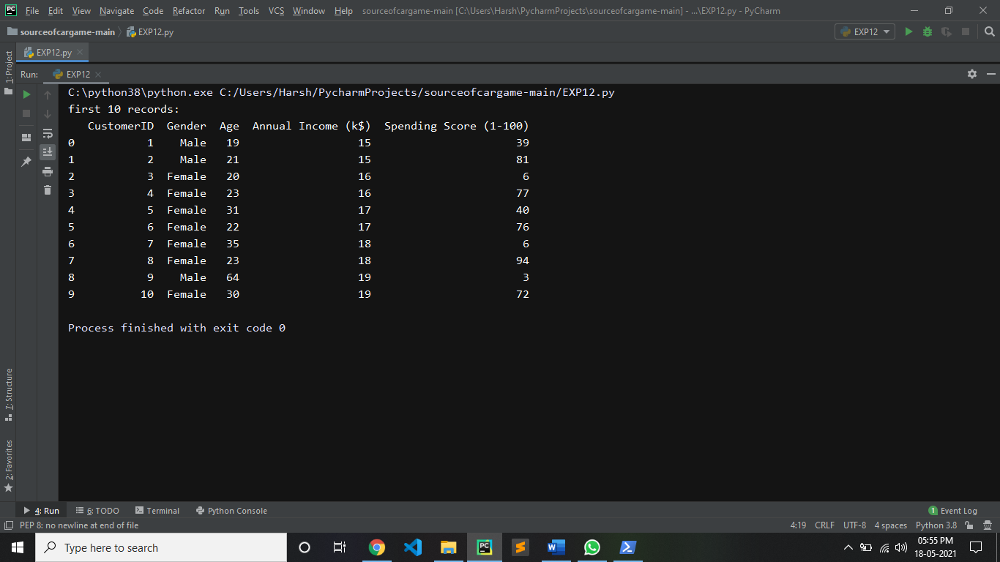 PC File Edit View Navigate Code Refactor Run Tools VCS Window Help sourceofcargame-main [C:\Users\Harsh\PycharmProjects\sourceofcargame-main] - ...\EXP12.py - PyCharm
sourceofcargame-main EXP12.py EXP12
EXP12.py
1: Project
Run: EXP12
C:\python38\python.exe C:/Users/Harsh/PycharmProjects/sourceofcargame-main/EXP12.py
first 10 records:
   CustomerID  Gender  Age  Annual Income (k$)  Spending Score (1-100)
0           1    Male   19                  15                      39
1           2    Male   21                  15                      81
2           3  Female   20                  16                       6
3           4  Female   23                  16                      77
4           5  Female   31                  17                      40
5           6  Female   22                  17                      76
6           7  Female   35                  18                       6
7           8  Female   23                  18                      94
8           9    Male   64                  19                       3
9          10  Female   30                  19                      72
Process finished with exit code 0
7: Structure
2: Favorites
4: Run 6: TODO Terminal Python Console 1 Event Log
PEP 8: no newline at end of file 4:19 CRLF UTF-8 4 spaces Python 3.8
Type here to search PC 05:55 PM
18-05-2021